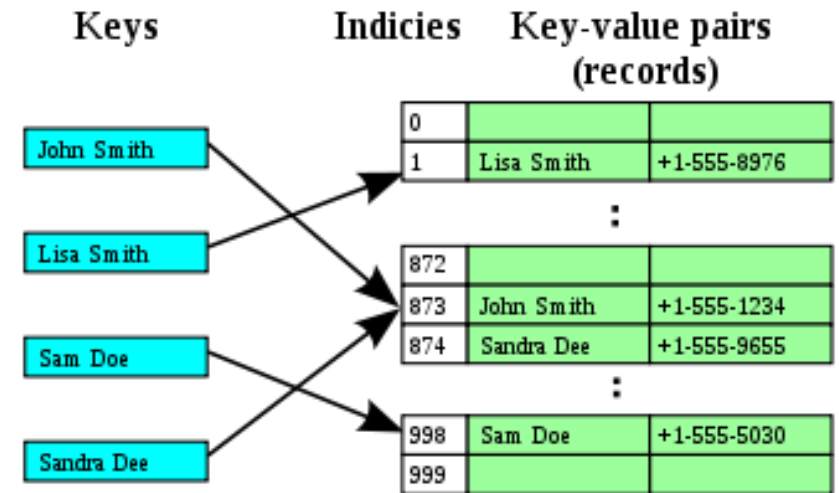 Keys
Indicies
Key-value pairs
(records)
John Smith
Lisa Smith
Sam Doe
Sandra Dee
0
1 Lisa Smith +1-555-8976
:
872
873 John Smith +1-555-1234
874 Sandra Dee +1-555-9655
:
998 Sam Doe +1-555-5030
999